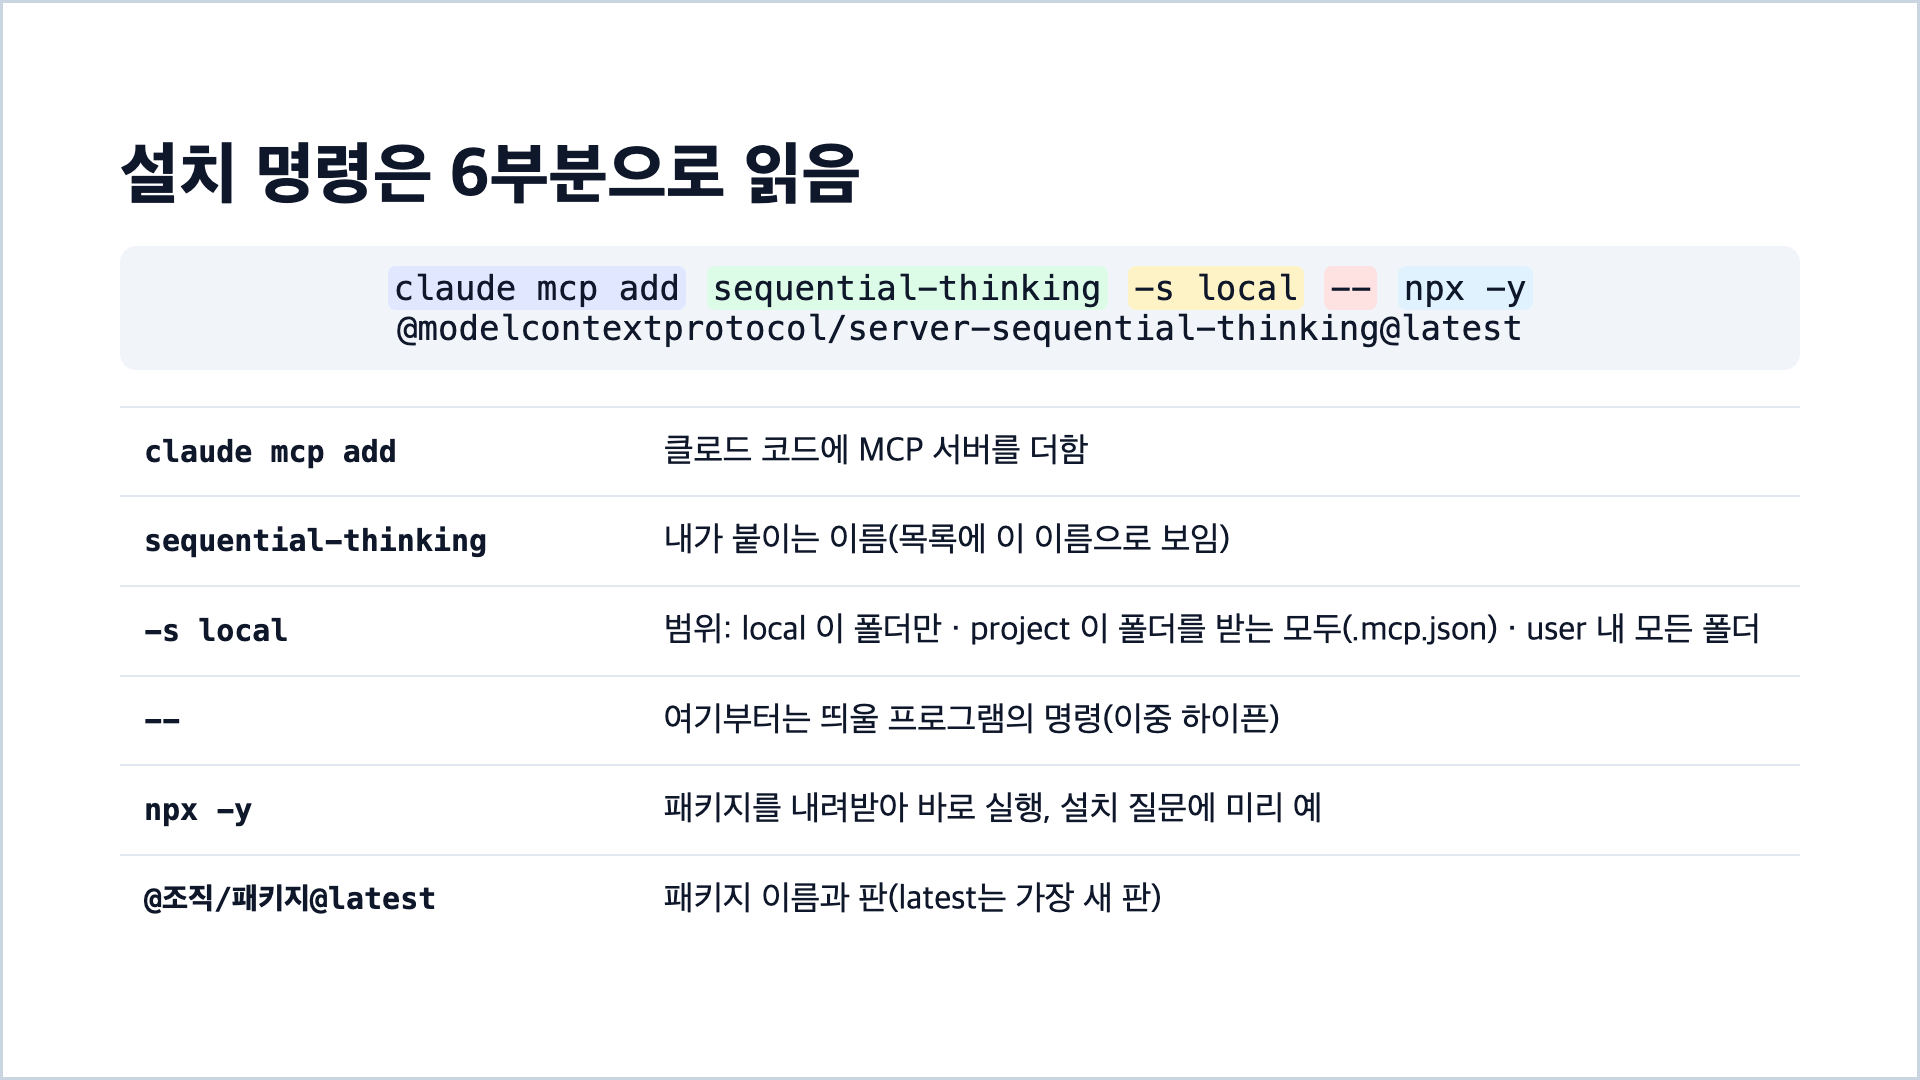 설치 명령은 6부분으로 읽음
claude mcp add sequential-thinking -s local -- npx -y
@modelcontextprotocol/server-sequential-thinking@latest
claude mcp add 클로드 코드에 MCP 서버를 더함
sequential-thinking 내가 붙이는 이름(목록에 이 이름으로 보임)
-s local 범위: local 이 폴더만 · project 이 폴더를 받는 모두(.mcp.json) · user 내 모든 폴더
-- 여기부터는 띄울 프로그램의 명령(이중 하이픈)
npx -y 패키지를 내려받아 바로 실행, 설치 질문에 미리 예
@조직/패키지@latest 패키지 이름과 판(latest는 가장 새 판)